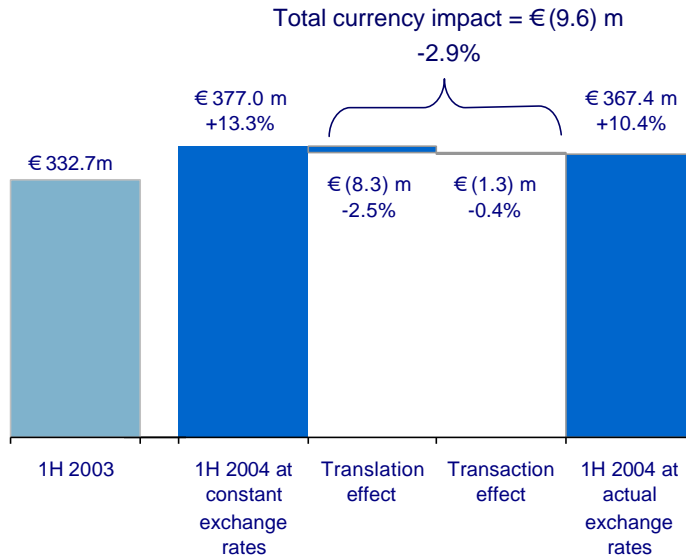 Total currency impact = € (9.6) m
-2.9%
€ 377.0 m
+13.3%
€ 367.4 m
+10.4%
€ 332.7m
€ (8.3) m
-2.5%
€ (1.3) m
-0.4%
1H 2003
1H 2004 at
constant
exchange
rates
Translation
effect
Transaction
effect
1H 2004 at
actual
exchange
rates